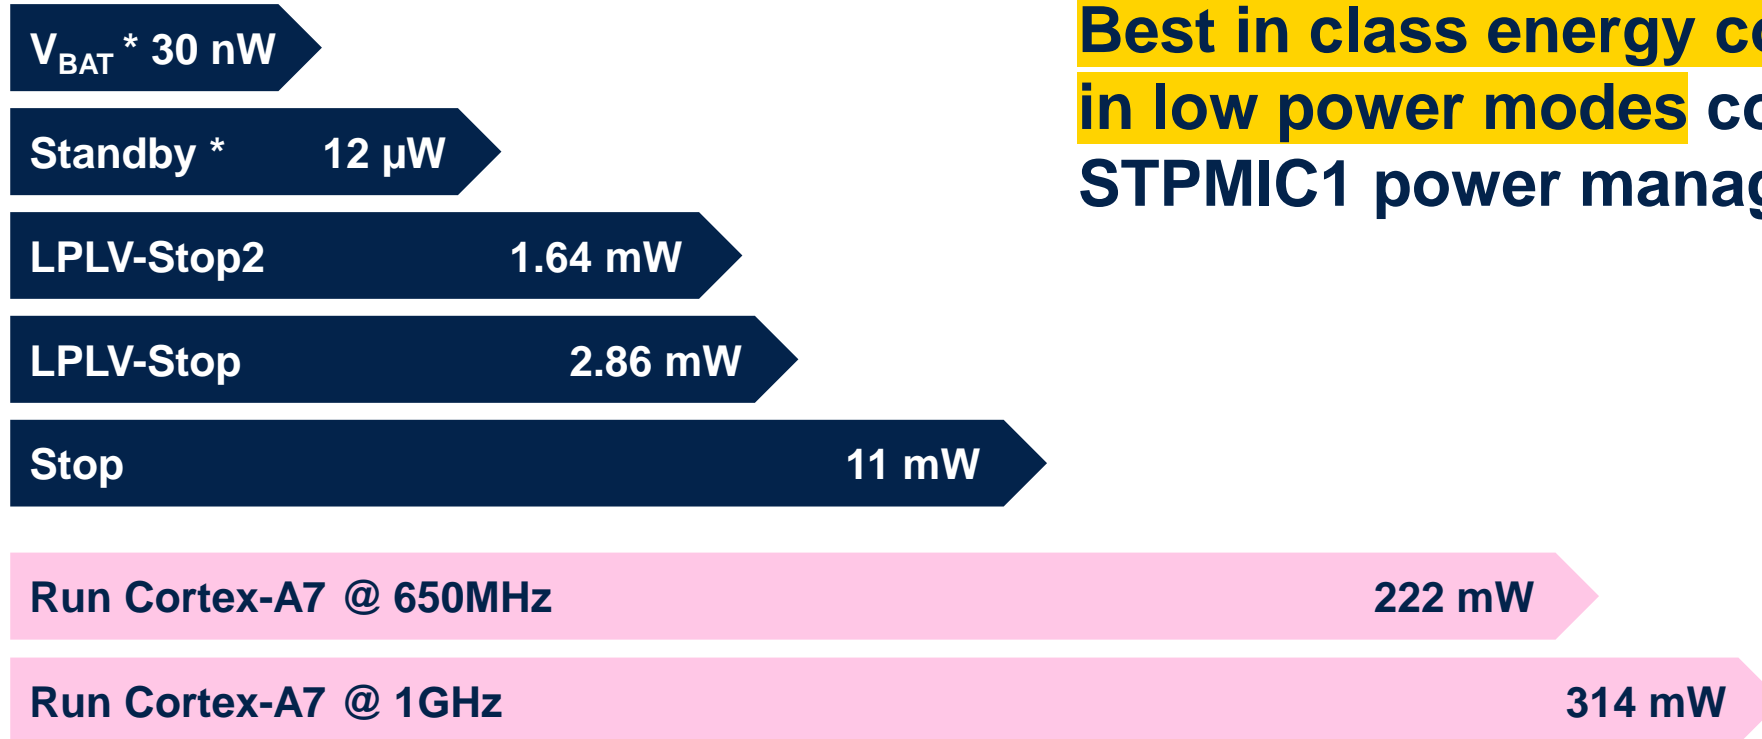 V_BAT * 30 nW
Standby * 12 µW
LPLV-Stop2 1.64 mW
LPLV-Stop 2.86 mW
Stop 11 mW
Run Cortex-A7 @ 650MHz 222 mW
Run Cortex-A7 @ 1GHz 314 mW
Best in class energy
in low power modes
STPMIC1 power